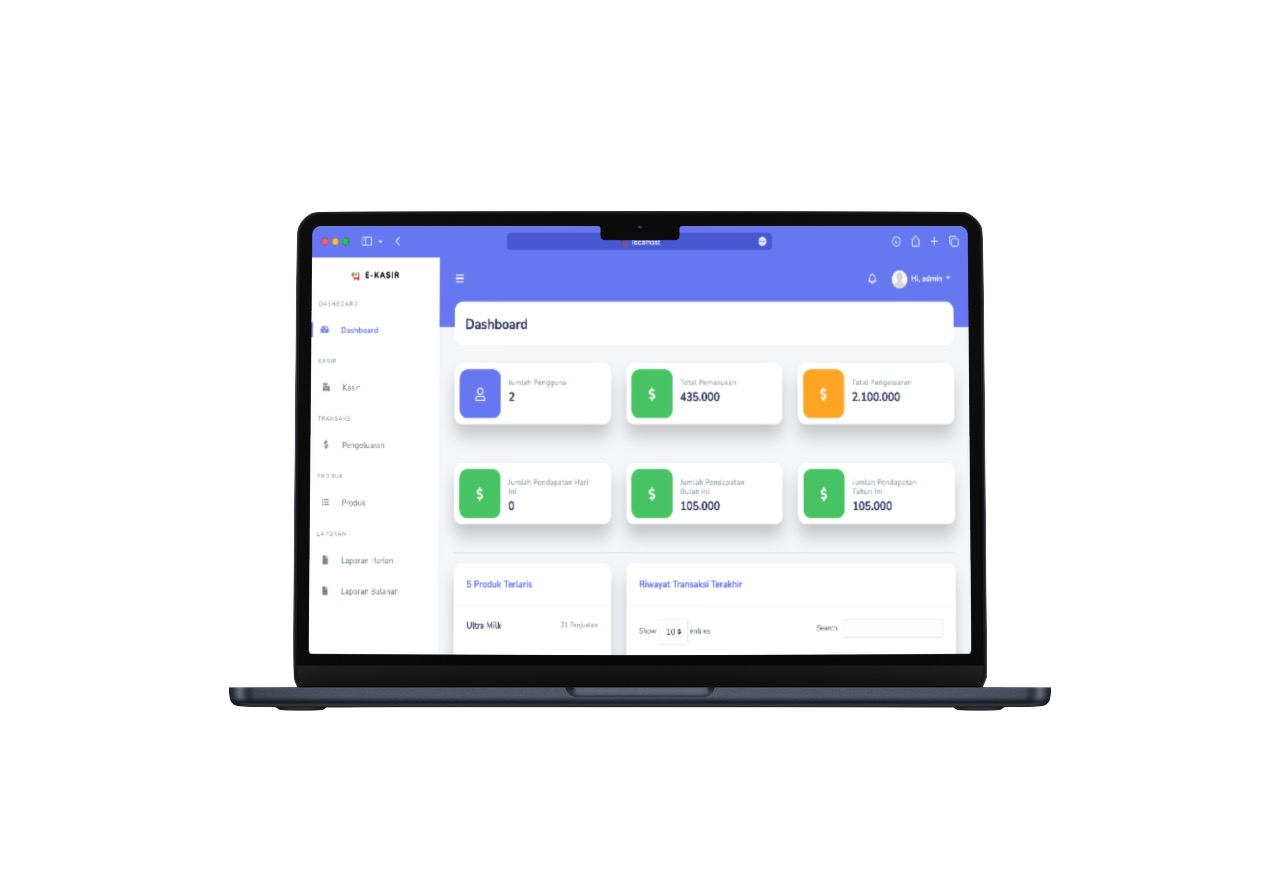 localhost
E-KASIR
Hi, admin
DASHBOARD
Dashboard
Dashboard
KASIR
Kasir
TRANSAKSI
Pengeluaran
PRODUK
Produk
LAPORAN
Laporan Harian
Laporan Bulanan
Jumlah Pengguna
2
Total Pemasukan
435.000
Total Pengeluaran
2.100.000
Jumlah Pendapatan Hari
Ini
0
Jumlah Pendapatan
Bulan Ini
105.000
Jumlah Pendapatan
Tahun Ini
105.000
5 Produk Terlaris
Ultra Milk
21 Penjualan
Riwayat Transaksi Terakhir
Show 10 entries
Search